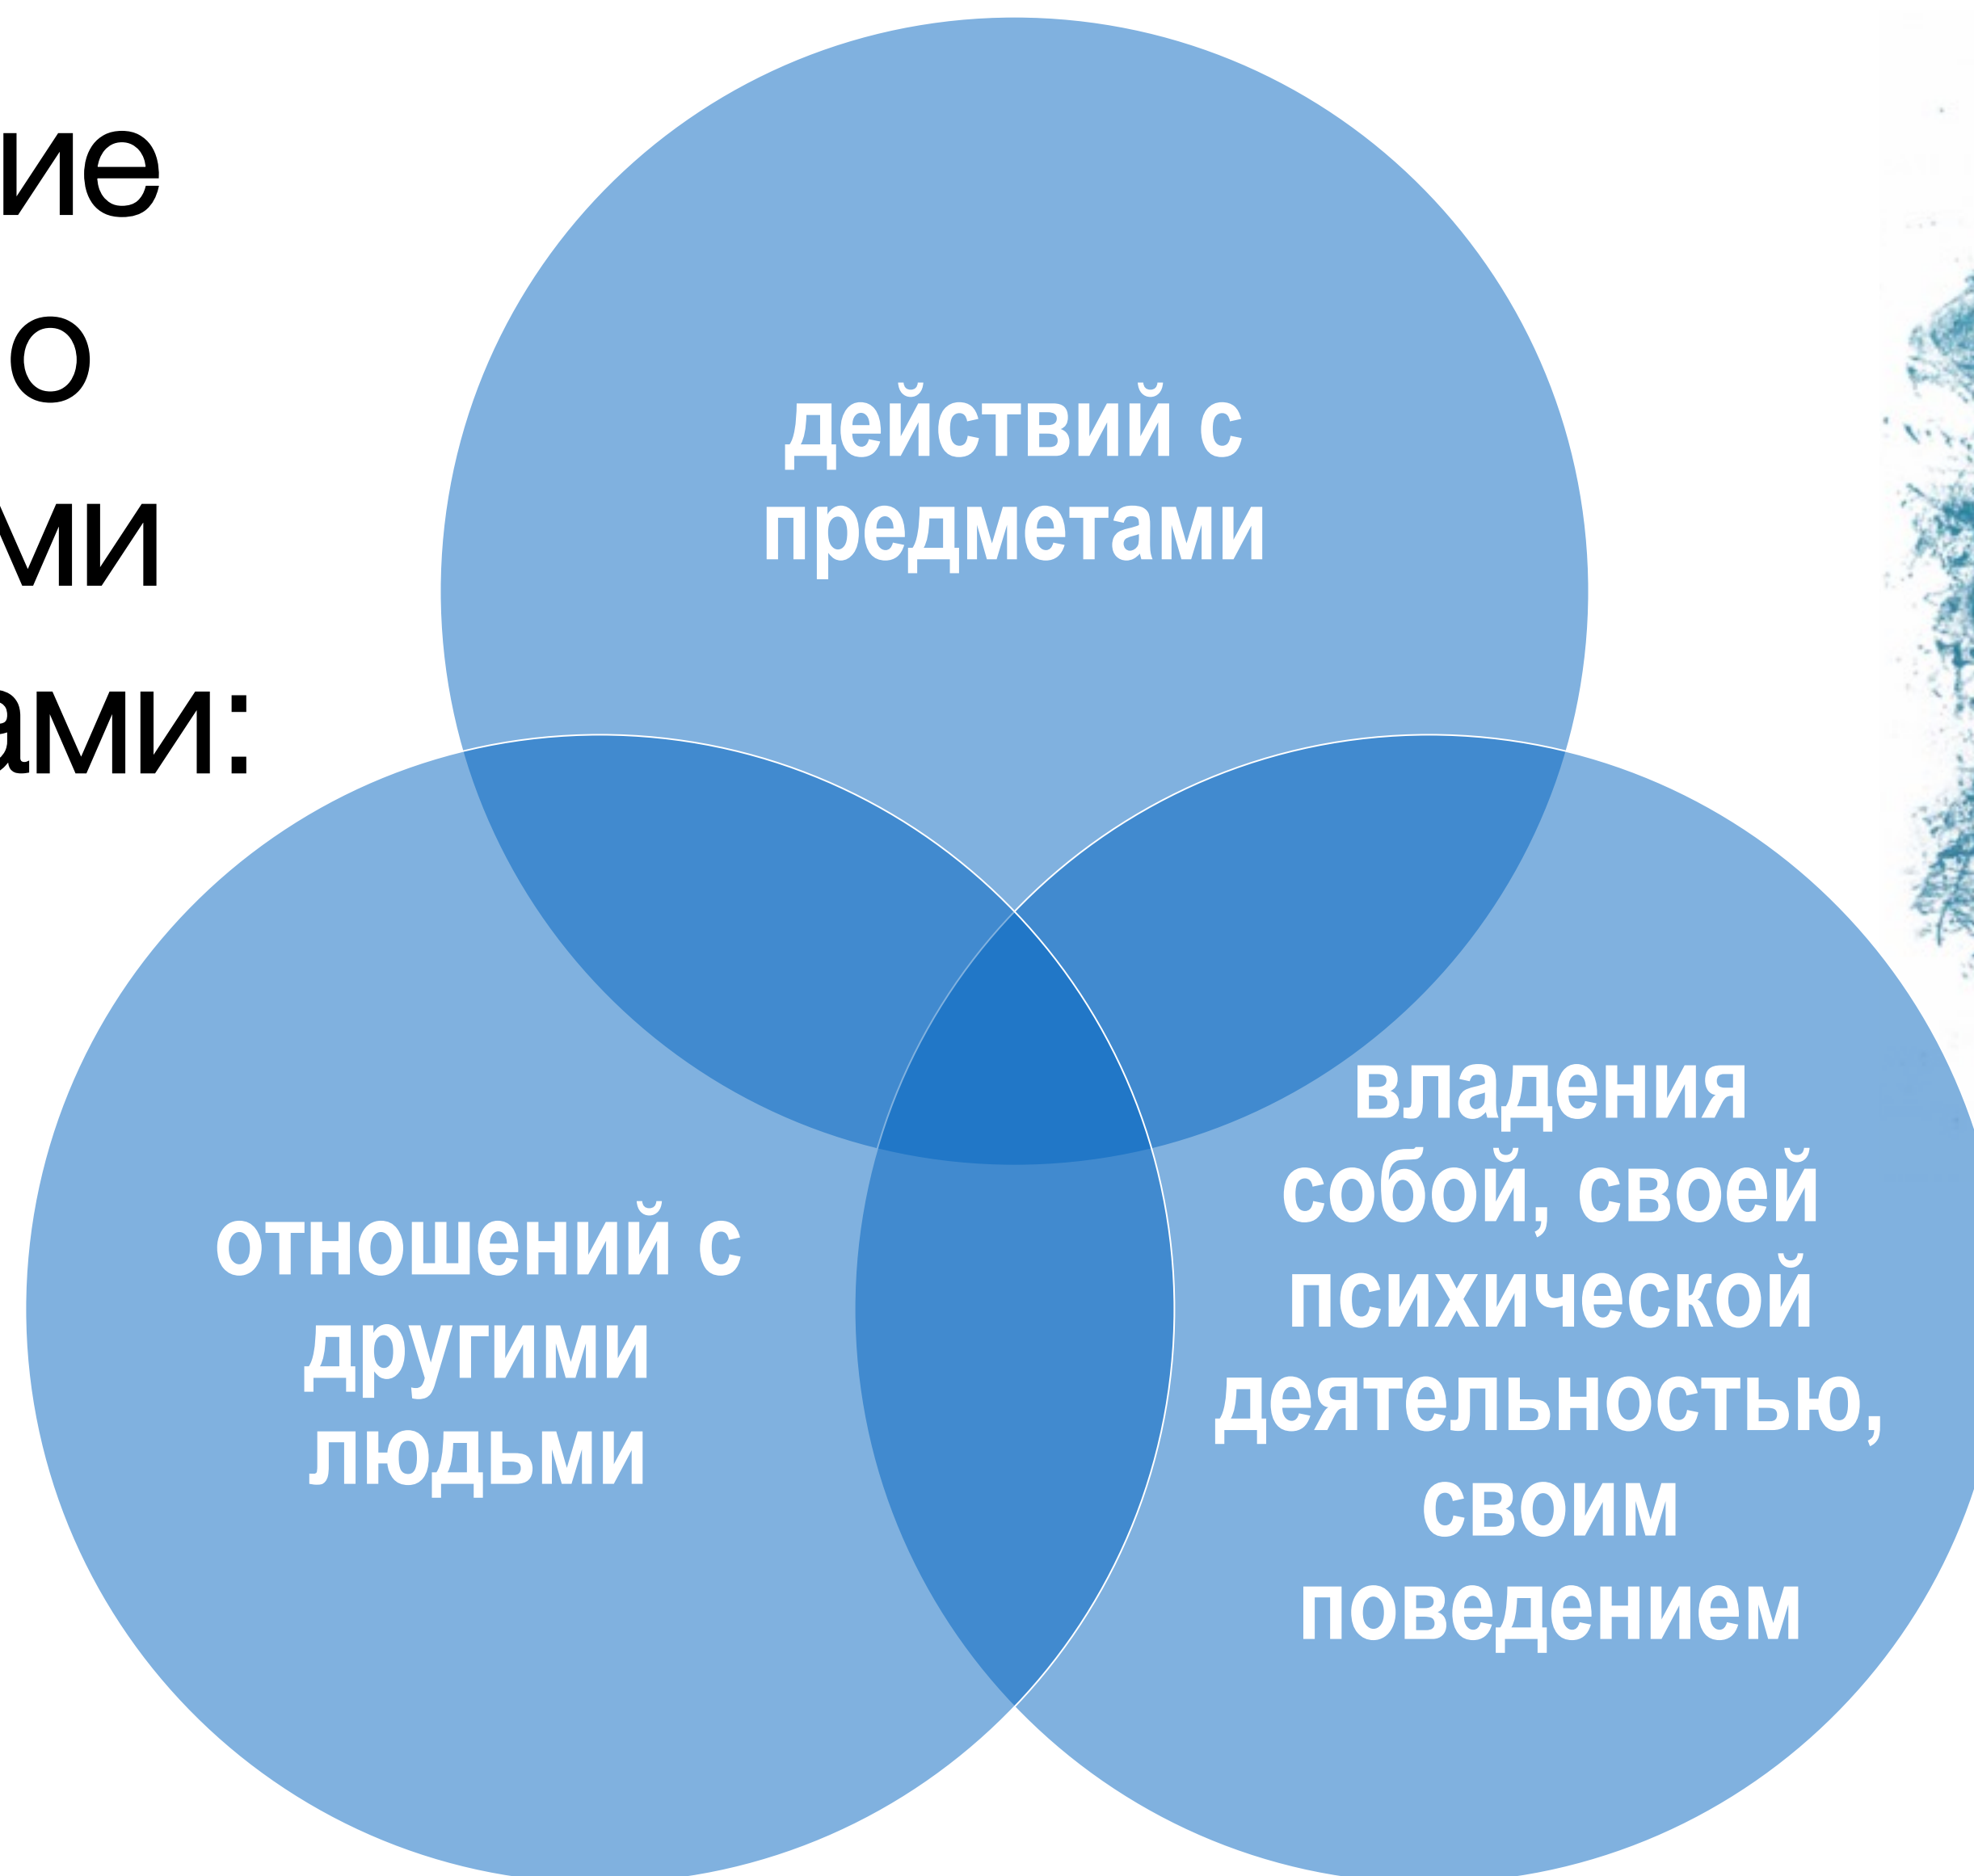 ие
о
ми
ами:
действий с
предметами
отношений с
другими
людьми
владения
собой, своей
психической
деятельностью,
своим
поведением